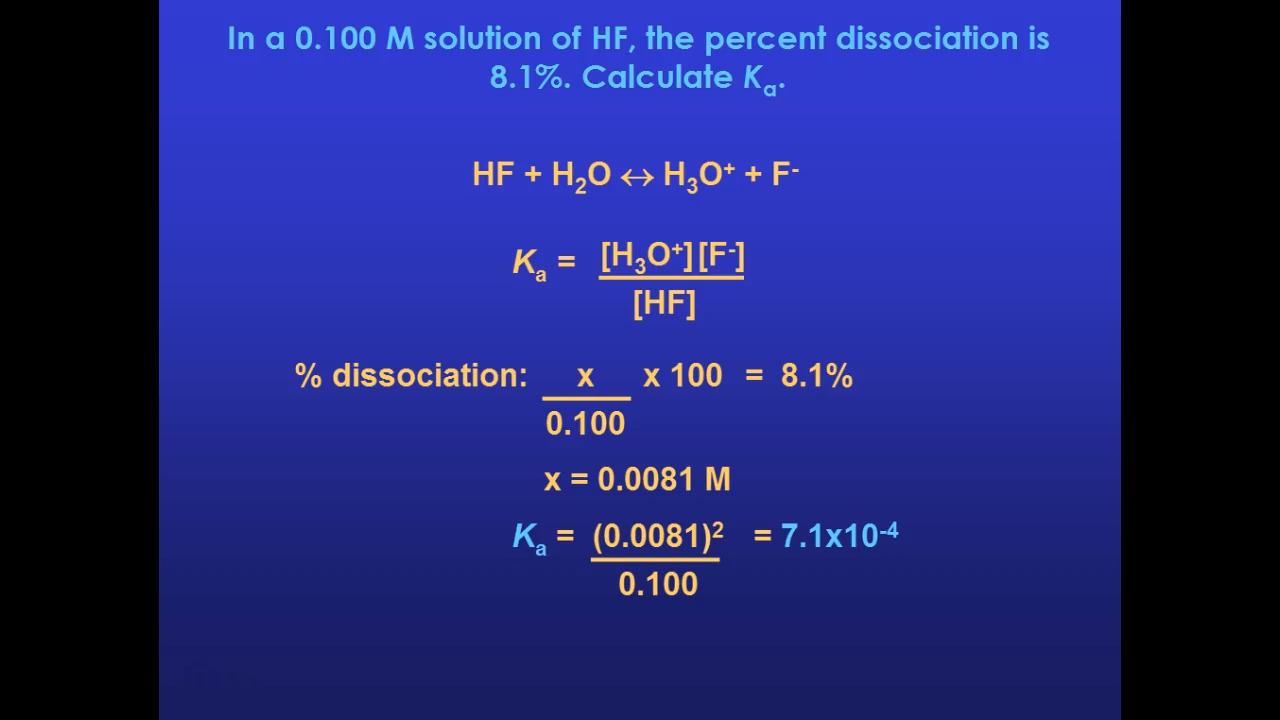 In a 0.100 M solution of HF, the percent dissociation is
8.1%. Calculate Kₐ.
HF + H₂O ↔ H₃O⁺ + F⁻
Kₐ = [H₃O⁺][F⁻]
[HF]
% dissociation: x x 100 = 8.1%
0.100
x = 0.0081 M
Kₐ = (0.0081)² = 7.1x10⁻⁴
0.100